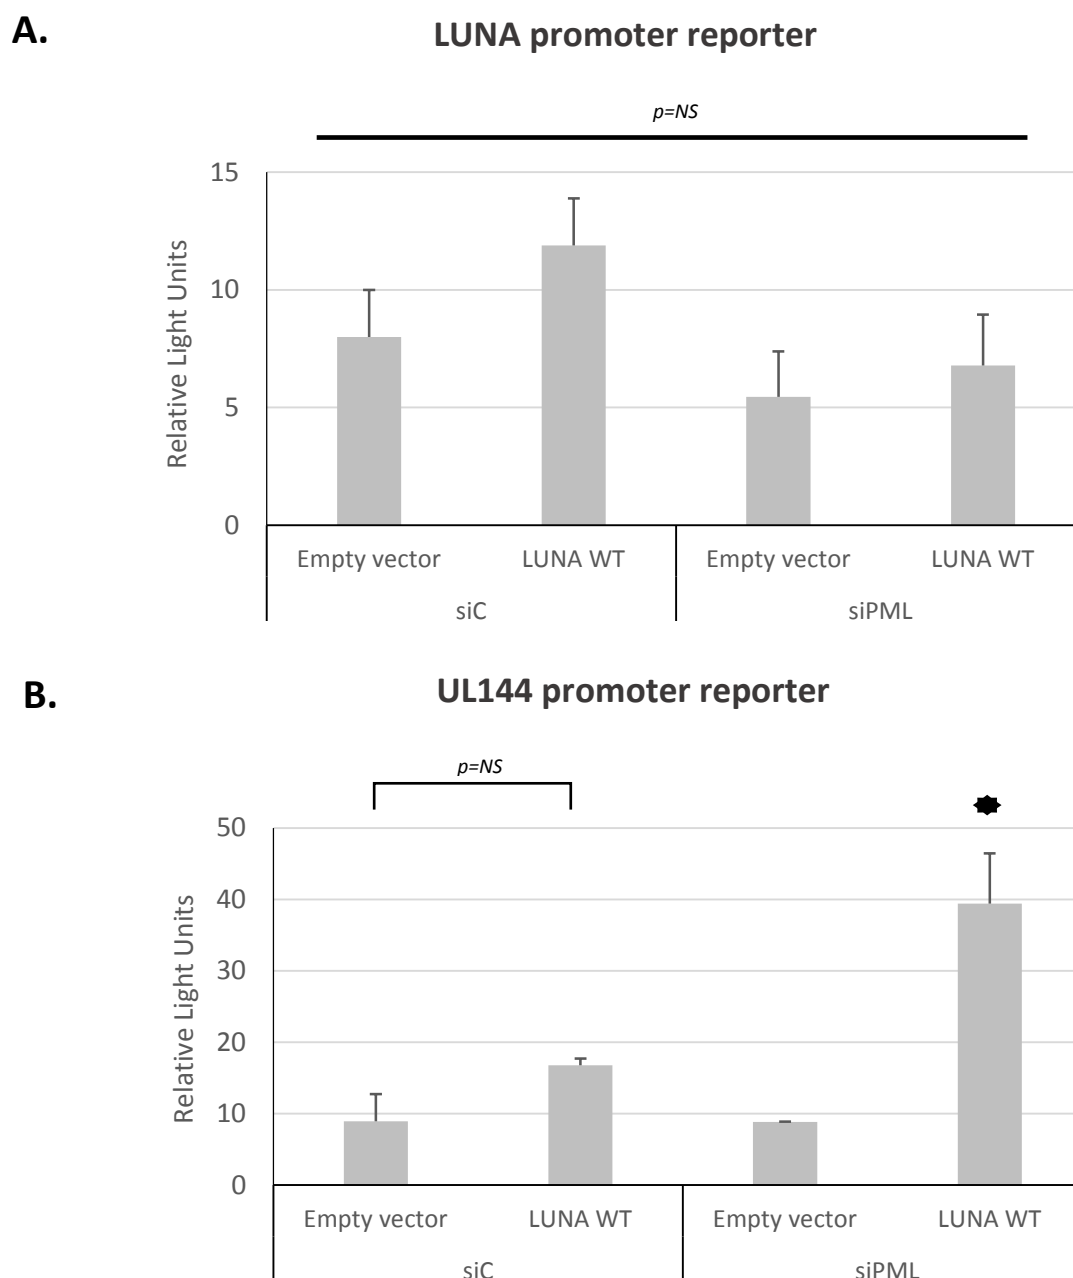 A.
LUNA promoter reporter
p=NS
15
10
5
0
Relative Light Units
Empty vector
LUNA WT
Empty vector
LUNA WT
siC
siPML
B.
UL144 promoter reporter
p=NS
50
40
30
20
10
0
Relative Light Units
Empty vector
LUNA WT
Empty vector
LUNA WT
siC
siPML